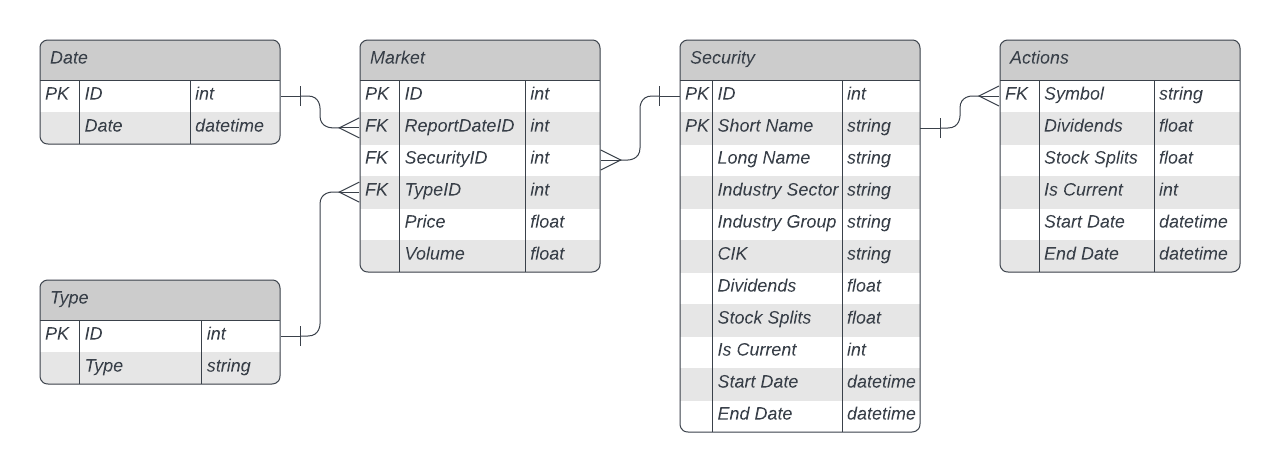 Date
PK ID int
Date datetime
Type
PK ID int
Type string
Market
PK ID int
FK ReportDateID int
FK SecurityID int
FK TypeID int
Price float
Volume float
Security
PK ID int
PK Short Name string
Long Name string
Industry Sector string
Industry Group string
CIK string
Dividends float
Stock Splits float
Is Current int
Start Date datetime
End Date datetime
Actions
FK Symbol string
Dividends float
Stock Splits float
Is Current int
Start Date datetime
End Date datetime